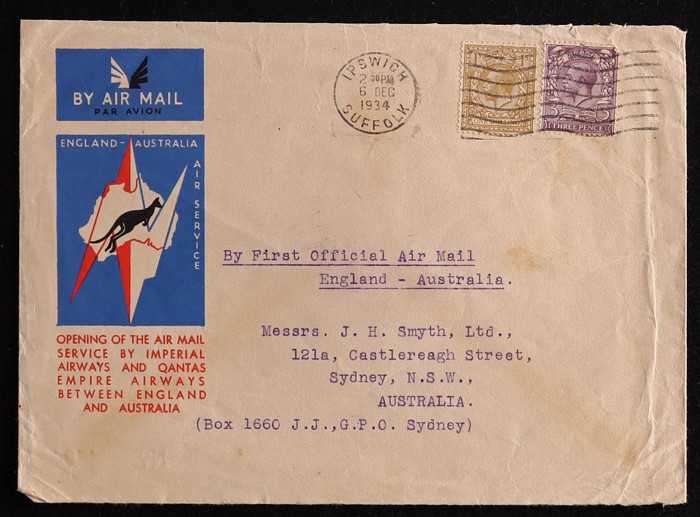 BY AIR MAIL
PAR AVION
ENGLAND - AUSTRALIA
AIR SERVICE
OPENING OF THE AIR MAIL
SERVICE BY IMPERIAL
AIRWAYS AND QANTAS
EMPIRE AIRWAYS
BETWEEN ENGLAND
AND AUSTRALIA
IPSWICH
2 30 PM
6 DEC
1934
SUFFOLK
THREE PENCE
By First Official Air Mail
England - Australia.
Messrs. J. H. Smyth, Ltd.,
121a, Castlereagh Street,
Sydney, N.S.W.,
AUSTRALIA.
(Box 1660 J.J.,G.P.O. Sydney)